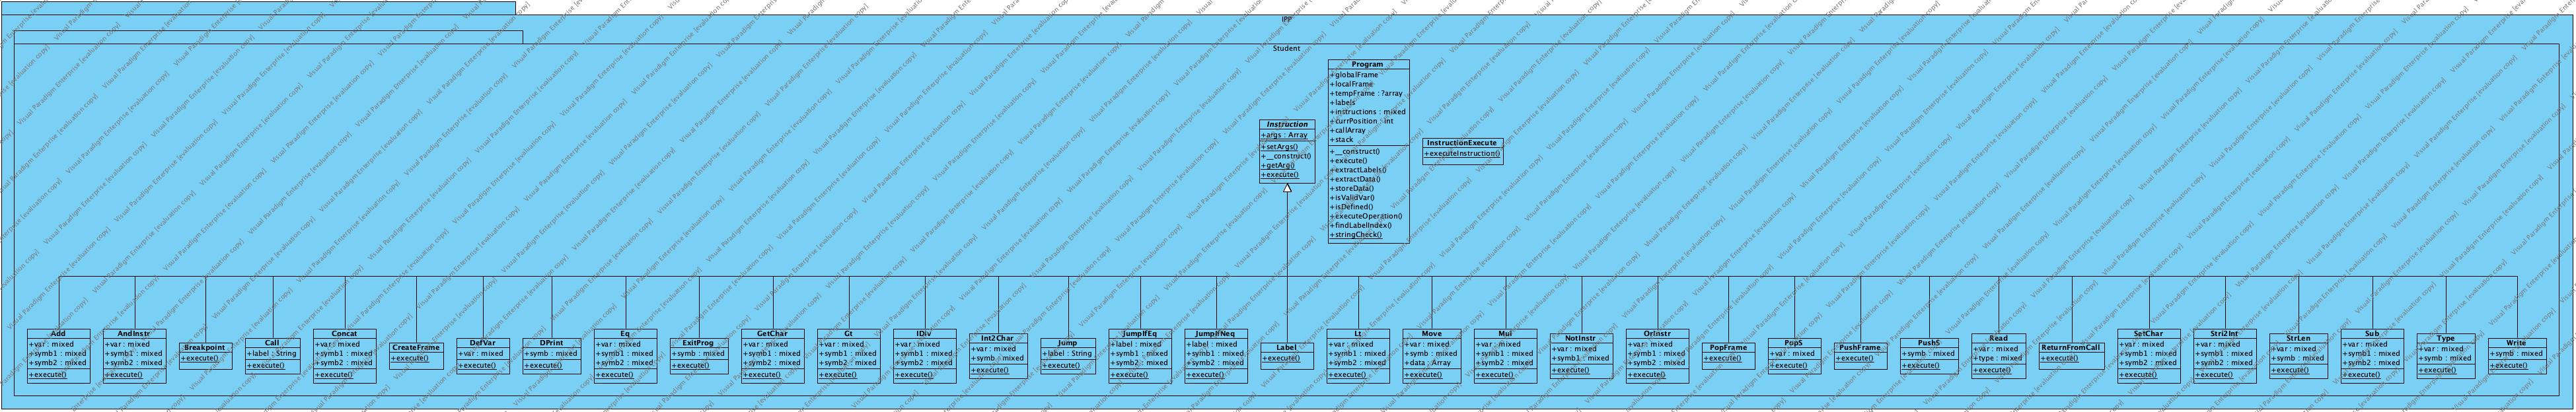 IPP
Student
Program
+globalFrame
+localFrame
+tempFrame : ?array
+labels
+instructions : mixed
+currPosition : int
+callArray
+stack
+__construct()
+execute()
+extractLabels()
+extractData()
+storeData()
+isValidVar()
+isDefined()
+executeOperation()
+findLabelIndex()
+stringCheck()
Instruction
+args : Array
+setArgs()
+__construct()
+getArg()
+execute()
InstructionExecute
+executeInstruction()
Add
+var : mixed
+symb1 : mixed
+symb2 : mixed
+execute()
AndInstr
+var : mixed
+symb1 : mixed
+symb2 : mixed
+execute()
Breakpoint
+execute()
Call
+label : String
+execute()
Concat
+var : mixed
+symb1 : mixed
+symb2 : mixed
+execute()
CreateFrame
+execute()
DefVar
+var : mixed
+execute()
DPrint
+symb : mixed
+execute()
Eq
+var : mixed
+symb1 : mixed
+symb2 : mixed
+execute()
ExitProg
+symb : mixed
+execute()
GetChar
+var : mixed
+symb1 : mixed
+symb2 : mixed
+execute()
Gt
+var : mixed
+symb1 : mixed
+symb2 : mixed
+execute()
IDiv
+var : mixed
+symb1 : mixed
+symb2 : mixed
+execute()
Int2Char
+var : mixed
+symb : mixed
+execute()
Jump
+label : String
+execute()
JumpIfEq
+label : mixed
+symb1 : mixed
+symb2 : mixed
+execute()
JumpIfNeq
+label : mixed
+symb1 : mixed
+symb2 : mixed
+execute()
Label
+execute()
Lt
+var : mixed
+symb1 : mixed
+symb2 : mixed
+execute()
Move
+var : mixed
+symb : mixed
+data : Array
+execute()
Mul
+var : mixed
+symb1 : mixed
+symb2 : mixed
+execute()
NotInstr
+var : mixed
+symb : mixed
+execute()
OrInstr
+var : mixed
+symb1 : mixed
+symb2 : mixed
+execute()
PopFrame
+execute()
PopS
+var : mixed
+execute()
PushFrame
+execute()
PushS
+symb : mixed
+execute()
Read
+var : mixed
+type : mixed
+execute()
ReturnFromCall
+execute()
SetChar
+var : mixed
+symb1 : mixed
+symb2 : mixed
+execute()
Stri2Int
+var : mixed
+symb1 : mixed
+symb2 : mixed
+execute()
StrLen
+var : mixed
+symb : mixed
+execute()
Sub
+var : mixed
+symb1 : mixed
+symb2 : mixed
+execute()
Type
+var : mixed
+symb : mixed
+execute()
Write
+symb : mixed
+execute()
Visual Paradigm Enterprise [evaluation copy]